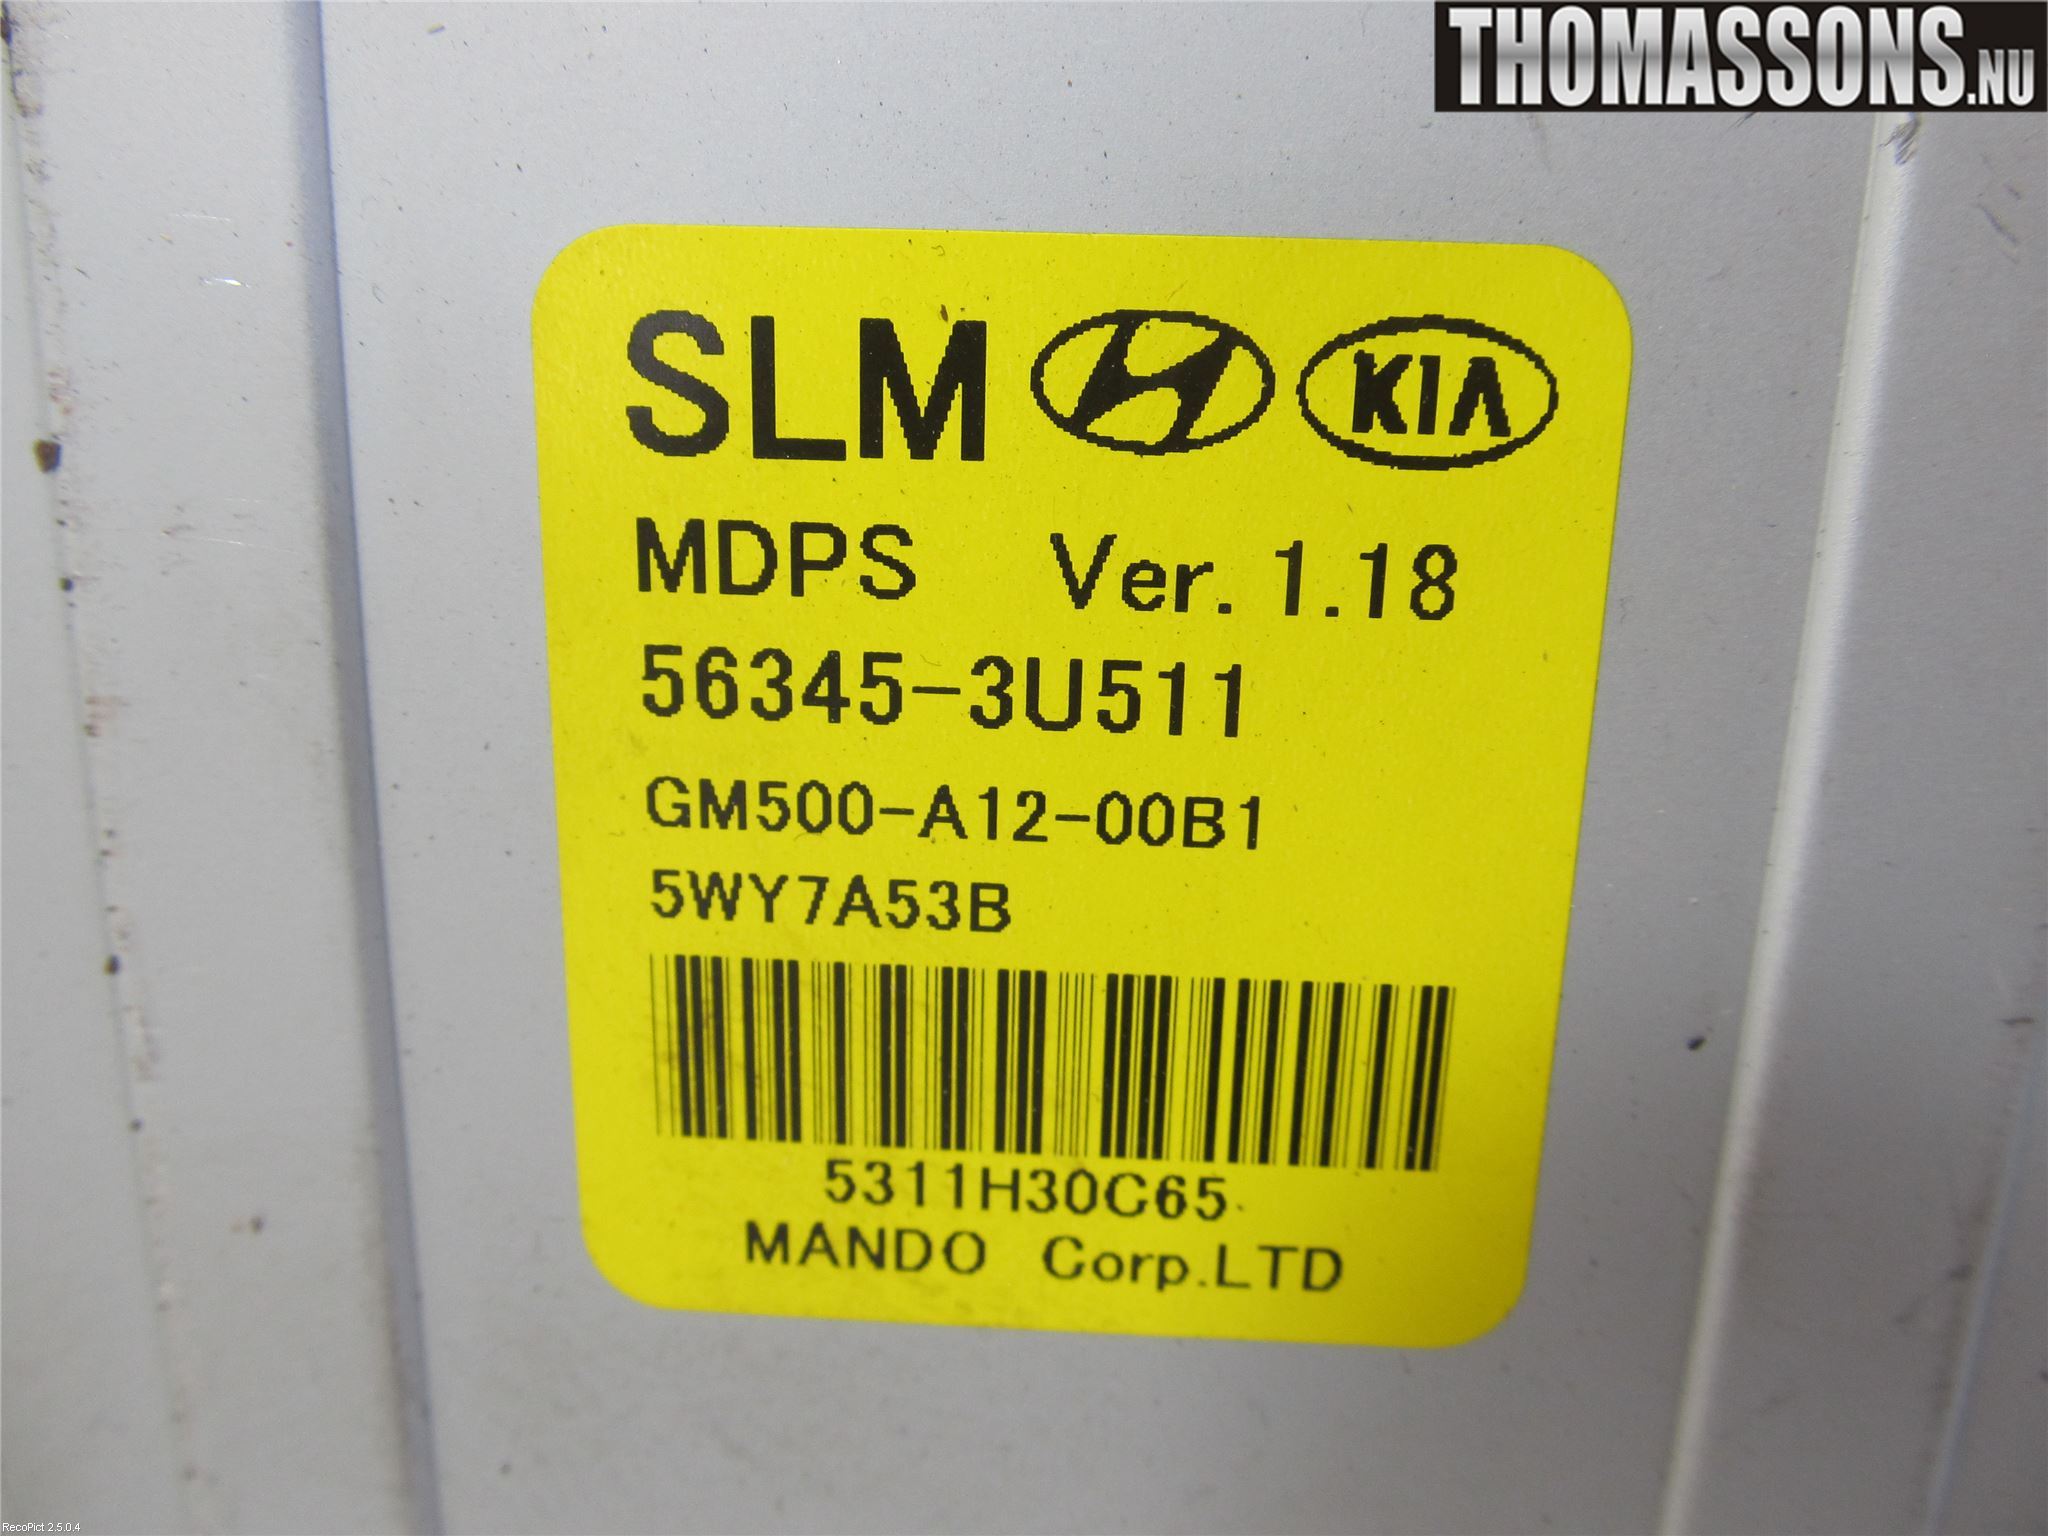 THOMASSONS.NU
SLM KIA
MDPS Ver. 1.18
56345-3U511
GM500-A12-00B1
5WY7A53B
5311H30C65
MANDO Corp.LTD
RecoPict 2.5.0.4